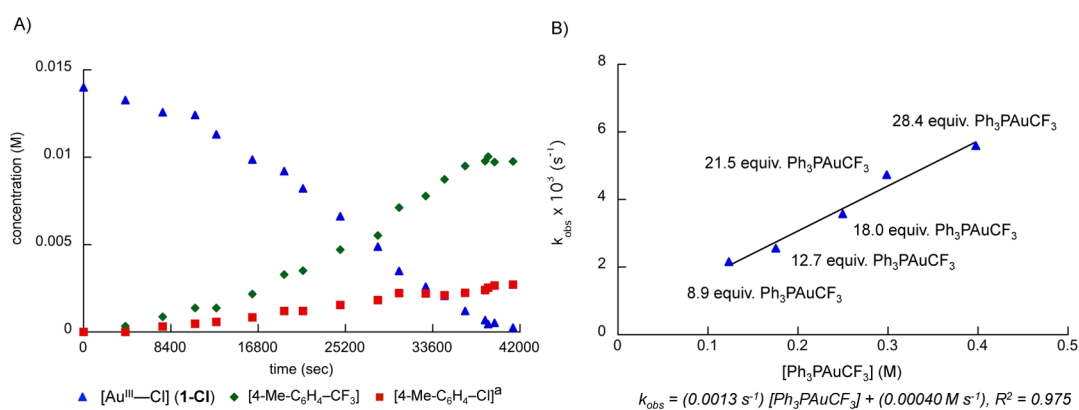 A)
0.015
0.01
0.005
0
concentration (M)
0
8400
16800
25200
33600
42000
time (sec)
[Auᴵᴵᴵ—Cl] (1-Cl)
[4-Me-C₆H₄–CF₃]
[4-Me-C₆H₄–Cl]ᵃ
B)
8
6
4
2
0
k_obs x 10³ (s⁻¹)
28.4 equiv. Ph₃PAuCF₃
21.5 equiv. Ph₃PAuCF₃
18.0 equiv. Ph₃PAuCF₃
12.7 equiv. Ph₃PAuCF₃
8.9 equiv. Ph₃PAuCF₃
0
0.1
0.2
0.3
0.4
0.5
[Ph₃PAuCF₃] (M)
k_obs = (0.0013 s⁻¹) [Ph₃PAuCF₃] + (0.00040 M s⁻¹), R² = 0.975